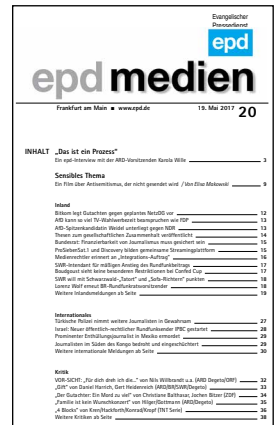 Evangelischer
Pressedienst
epd
epd medien
Frankfurt am Main ■ www.epd.de 19. Mai 2017 20
INHALT „Das ist ein Prozess“
Ein epd-Interview mit der ARD-Vorsitzenden Karola Wille 3
Sensibles Thema
Ein Film über Antisemitismus, der nicht gesendet wird / Von Elisa Makowski 9
Inland
Bitkom legt Gutachten gegen geplantes NetzDG vor 12
AfD kann so viel TV-Wahlwerbezeit beanspruchen wie FDP 13
AfD-Spitzenkandidatin Weidel unterliegt gegen NDR 13
Thesen zum gesellschaftlichen Zusammenhalt veröffentlicht 14
Bundesrat: Finanzierbarkeit von Journalismus muss gesichert sein 15
ProSiebenSat.1 und Discovery bilden gemeinsame Streamingplattform 15
Medienrechtler erinnert an „Integrations-Auftrag“ 16
SWR-Intendant für mäßigen Anstieg des Rundfunkbeitrags 17
Boudgoust sieht keine besonderen Restriktionen bei Confed Cup 17
SWR will mit Schwarzwald-„Tatort“ und „Sofa-Richtern“ punkten 18
Lorenz Wolf erneut BR-Rundfunkratsvorsitzender 18
Weitere Inlandsmeldungen ab Seite 19
Internationales
Türkische Polizei nimmt weitere Journalisten in Gewahrsam 27
Israel: Neuer öffentlich-rechtlicher Rundfunksender IPBC gestartet 28
Prominenter Enthüllungsjournalist in Mexiko ermordet 29
Journalisten im Süden des Kongo bedroht und eingeschüchtert 29
Weitere internationale Meldungen ab Seite 30
Kritik
VOR-SICHT: „Für dich dreh ich die...“ von Nils Willbrandt u.a. (ARD Degeto/ORF) 32
„Gift“ von Daniel Harrich, Gert Heidenreich (ARD/BR/SWR/Degeto) 33
„Der Gutachter: Ein Mord zu viel“ von Christiane Balthasar, Jochen Bitzer (ZDF) 34
„Familie ist kein Wunschkonzert“ von Hilger/Gattmann (ARD/Degeto) 35
„4 Blocks“ von Kren/Hackforth/Konrad/Kropf (TNT Serie) 36
Weitere Kritiken ab Seite 38